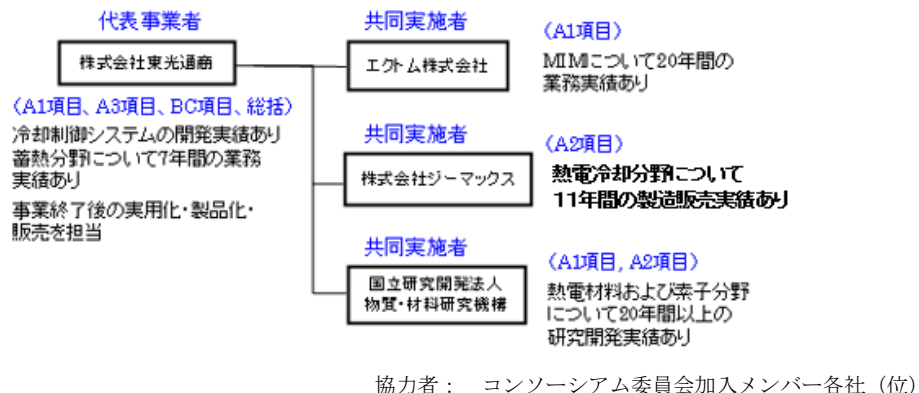 代表事業者
株式会社東光通商
（A1項目、A3項目、BC項目、総括）
冷却制御システムの開発実績あり
蓄熱分野について7年間の業務
実績あり
事業終了後の実用化・製品化・
販売を担当
共同実施者
エクトム株式会社
（A1項目）
MIMについて20年間の
業務実績あり
共同実施者
株式会社ジーマックス
（A2項目）
熱電冷却分野について
11年間の製造販売実績あり
共同実施者
国立研究開発法人
物質・材料研究機構
（A1項目, A2項目）
熱電材料および素子分野
について20年間以上の
研究開発実績あり
協力者： コンソーシアム委員会加入メンバー各社（位）